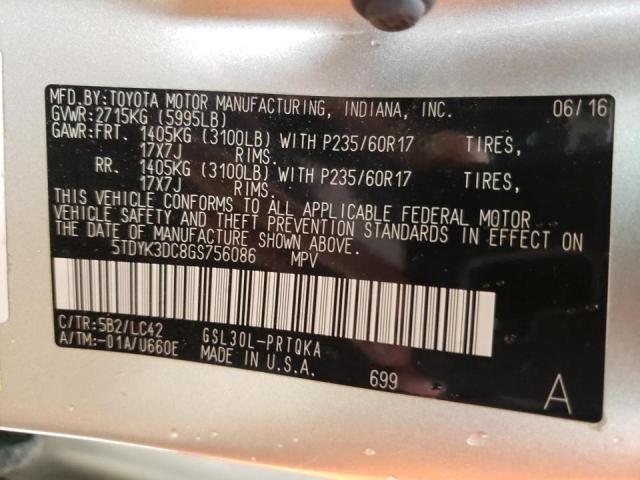 MFD.BY:TOYOTA MOTOR MANUFACTURING, INDIANA, INC. 06/16
GVWR:2715KG (5995LB)
GAWR:FRT. 1405KG (3100LB) WITH P235/60R17 TIRES,
17X7J RIMS.
RR. 1405KG (3100LB) WITH P235/60R17 TIRES,
17X7J RIMS.
THIS VEHICLE CONFORMS TO ALL APPLICABLE FEDERAL MOTOR
VEHICLE SAFETY AND THEFT PREVENTION STANDARDS IN EFFECT ON
THE DATE OF MANUFACTURE SHOWN ABOVE.
5TDYK3DC8GS756086 MPV
C/TR:5B2/LC42 GSL30L-PRTQKA
A/TM:-01A/U660E MADE IN U.S.A. 699 A